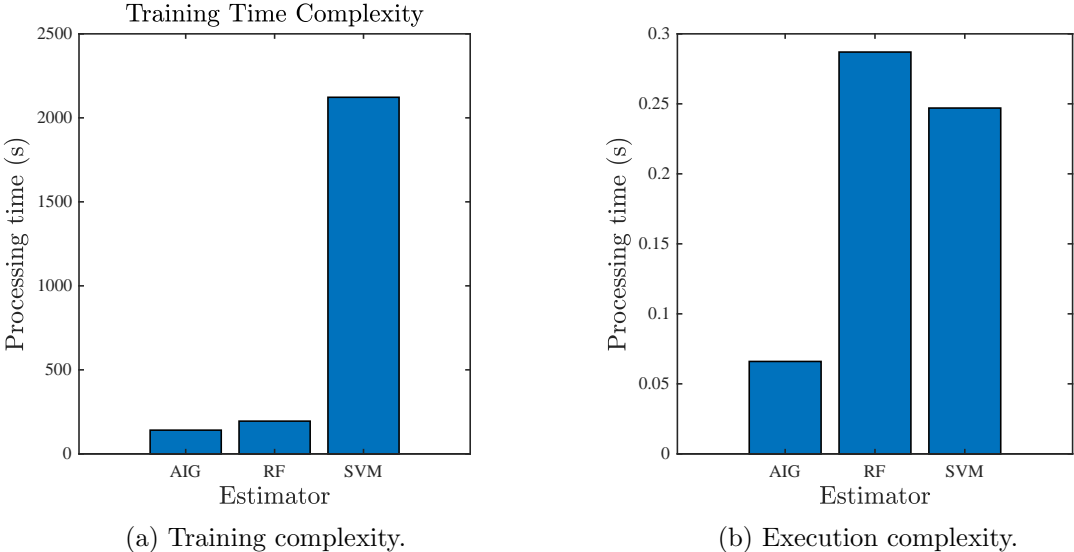 Training Time Complexity
2500
2000
1500
1000
500
0
Processing time (s)
AIG RF SVM
Estimator
(a) Training complexity.
0.3
0.25
0.2
0.15
0.1
0.05
0
Processing time (s)
AIG RF SVM
Estimator
(b) Execution complexity.